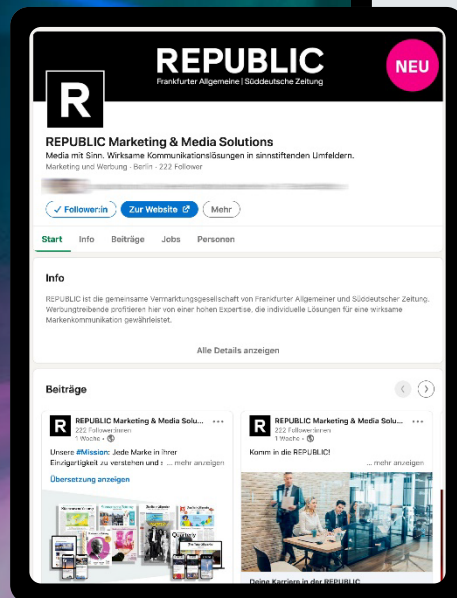 REPUBLIC
Frankfurter Allgemeine | Süddeutsche Zeitung
NEU
R
REPUBLIC Marketing & Media Solutions
Media mit Sinn. Wirksame Kommunikationslösungen in sinnstiftenden Umfeldern.
Marketing und Werbung · Berlin · 222 Follower
✓ Follower:in
Zur Website
Mehr
Start Info Beiträge Jobs Personen
Info
REPUBLIC ist die gemeinsame Vermarktungsgesellschaft von Frankfurter Allgemeiner und Süddeutscher Zeitung.
Werbungtreibende profitieren hier von einer hohen Expertise, die individuelle Lösungen für eine wirksame
Markenkommunikation gewährleistet.
Alle Details anzeigen
Beiträge
R
REPUBLIC Marketing & Media Solu...
222 Follower:innen
1 Woche •
Unsere #Mission: Jede Marke in ihrer
Einzigartigkeit zu verstehen und s ... mehr anzeigen
Übersetzung anzeigen
Quarterly
R
REPUBLIC Marketing & Media Solu...
222 Follower:innen
1 Woche •
Komm in die REPUBLIC!
... mehr anzeigen
Deine Karriere in der REPUBLIC